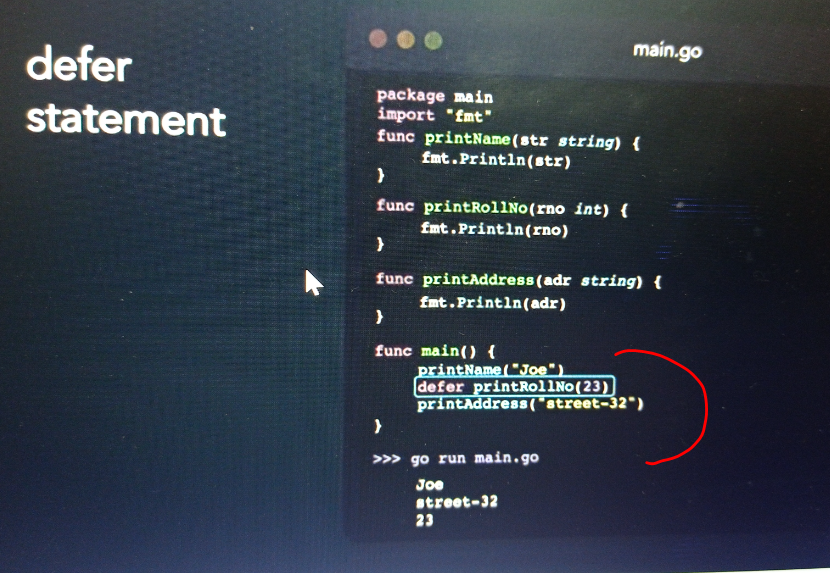 defer
statement
main.go
package main
import "fmt"
func printName(str string) {
fmt.Println(str)
}
func printRollNo(rno int) {
fmt.Println(rno)
}
func printAddress(adr string) {
fmt.Println(adr)
}
func main() {
printName("Joe")
defer printRollNo(23)
printAddress("street-32")
}
>>> go run main.go
Joe
street-32
23